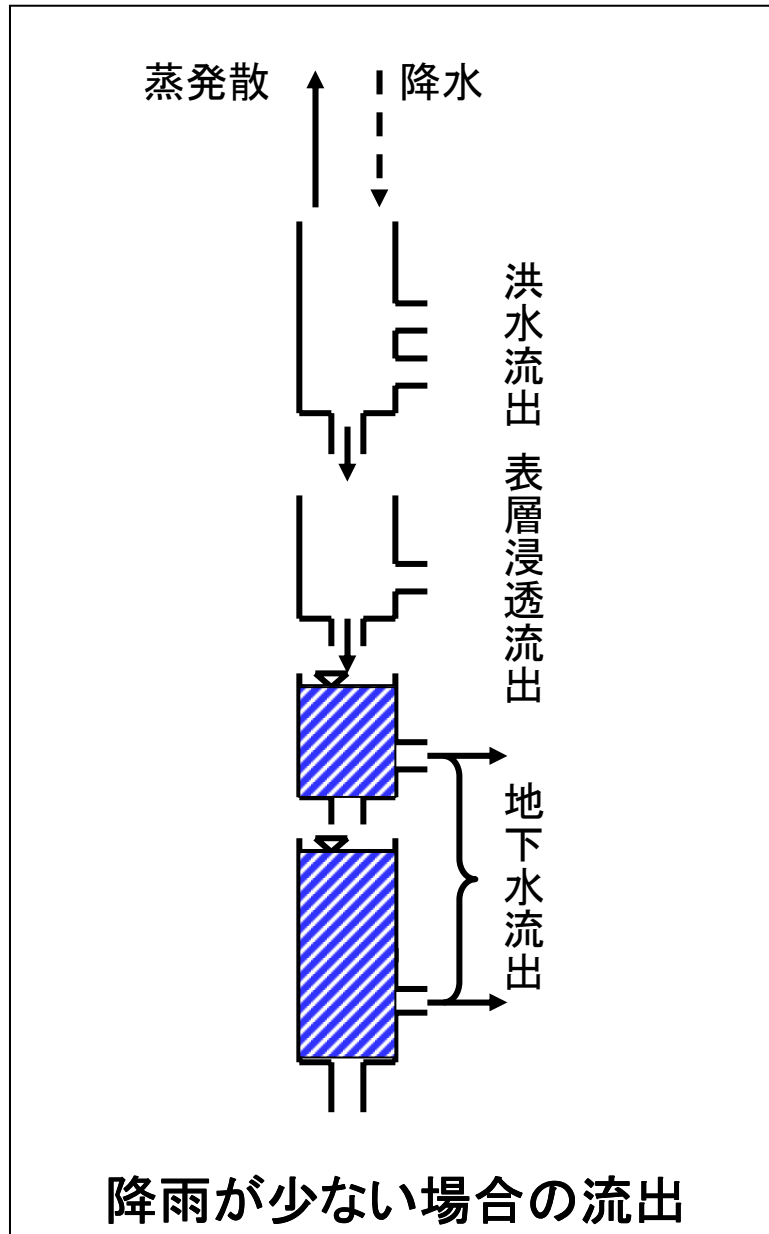 蒸発散
降水
洪水流出
表層浸透流出
地下水流出
降雨が少ない場合の流出